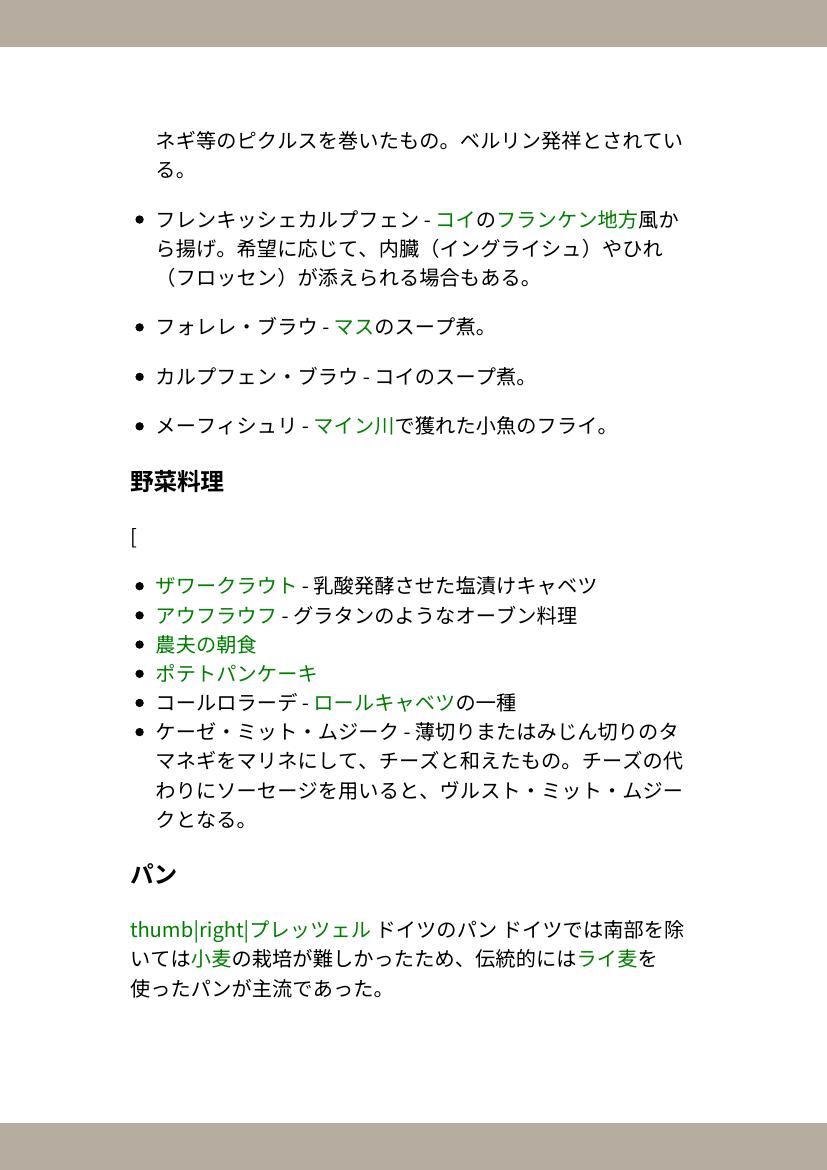 ネギ等のピクルスを巻いたもの。ベルリン発祥とされてい
る。
• フレンキッシェカルプフェン - コイのフランケン地方風か
ら揚げ。希望に応じて、内臓（イングライシュ）やひれ
（フロッセン）が添えられる場合もある。
• フォレレ・ブラウ - マスのスープ煮。
• カルプフェン・ブラウ - コイのスープ煮。
• メーフィシュリ - マイン川で獲れた小魚のフライ。
野菜料理
[
• ザワークラウト - 乳酸発酵させた塩漬けキャベツ
• アウフラウフ - グラタンのようなオーブン料理
• 農夫の朝食
• ポテトパンケーキ
• コールロラーデ - ロールキャベツの一種
• ケーゼ・ミット・ムジーク - 薄切りまたはみじん切りのタ
マネギをマリネにして、チーズと和えたもの。チーズの代
わりにソーセージを用いると、ヴルスト・ミット・ムジー
クとなる。
パン
thumb|right|プレッツェル ドイツのパン ドイツでは南部を除
いては小麦の栽培が難しかったため、伝統的にはライ麦を
使ったパンが主流であった。